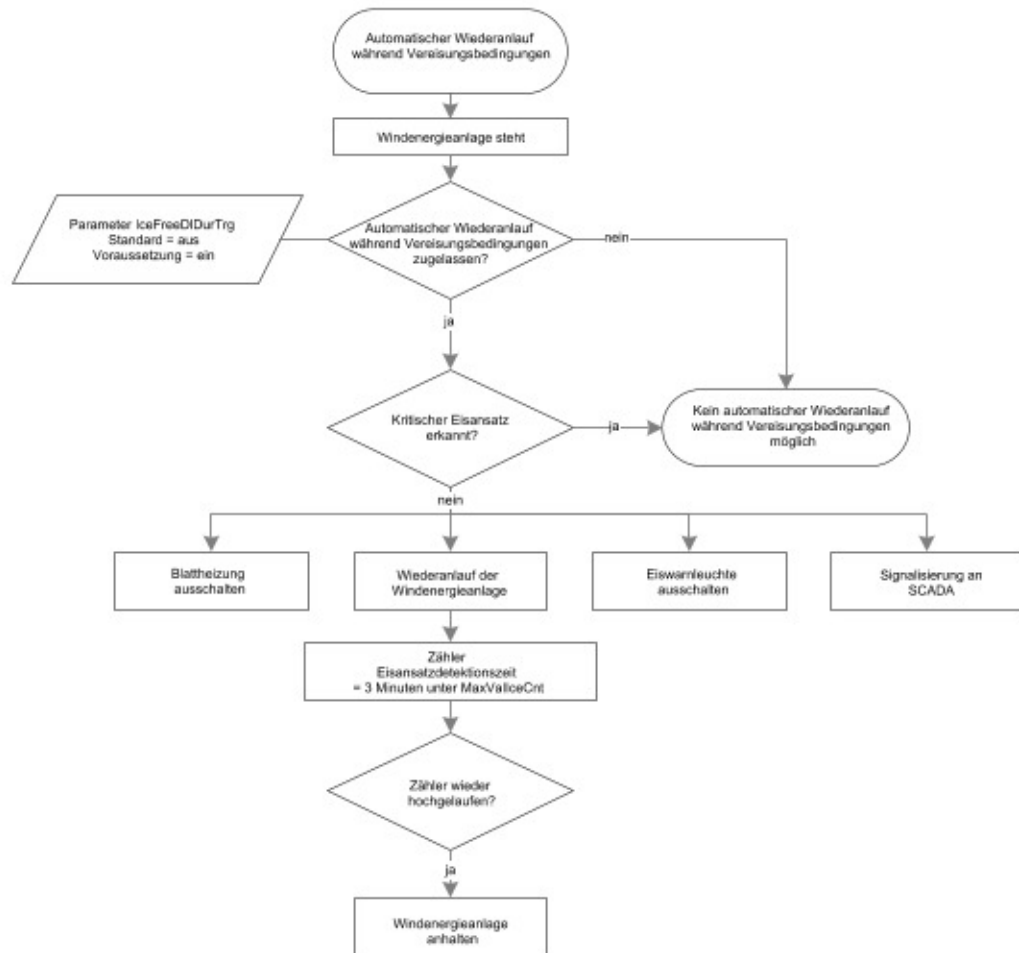 Automatischer Wiederanlauf
während Vereisungsbedingungen
Windenergieanlage steht
Parameter IceFreeDIDurTrg
Standard = aus
Voraussetzung = ein
Automatischer Wiederanlauf
während Vereisungsbedingungen
zugelassen?
nein
ja
Kritischer Eisansatz
erkannt?
ja
Kein automatischer Wiederanlauf
während Vereisungsbedingungen
möglich
nein
Blattheizung
ausschalten
Wiederanlauf der
Windenergieanlage
Eiswarnleuchte
ausschalten
Signalisierung an
SCADA
Zähler
Eisansatzdetektionszeit
= 3 Minuten unter MaxValIceCnt
Zähler wieder
hochgelaufen?
ja
Windenergieanlage
anhalten